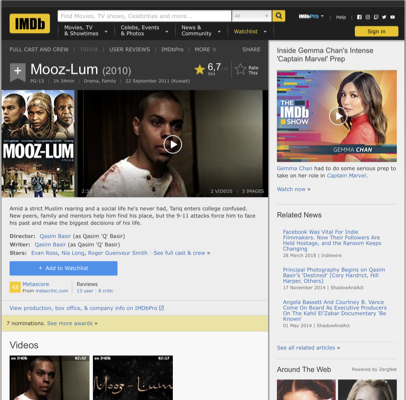 IMDb
Find Movies, TV shows, Celebrities and more...
All
IMDbPro
Help
Movies, TV & Showtimes
Celebs, Events & Photos
News & Community
Watchlist
Sign in
FULL CAST AND CREW | TRIVIA | USER REVIEWS | IMDbPro | MORE
SHARE
Mooz-Lum (2010)
6,7
Rate This
PG-13 | 1h 34min | Drama, Family | 22 September 2011 (Kuwait)
MOOZ-LUM
2:32
2 VIDEOS | 3 IMAGES
Amid a strict Muslim rearing and a social life he's never had, Tariq enters college confused.
New peers, family and mentors help him find his place, but the 9-11 attacks force him to face
his past and make the biggest decisions of his life.
Director: Qasim Basir (as Qasim 'Q' Basir)
Writer: Qasim Basir (as Qasim 'Q' Basir)
Stars: Evan Ross, Nia Long, Roger Guenveur Smith | See full cast & crew »
+ Add to Watchlist
Metascore
From metacritic.com
Reviews
13 user | 8 critic
View production, box office, & company info on IMDbPro
7 nominations. See more awards »
Videos
Mooz-Lum
Inside Gemma Chan's Intense
'Captain Marvel' Prep
THE
IMDb
SHOW
GEMMA CHAN
Gemma Chan had to do some serious prep
to take on her role in Captain Marvel.
Watch now »
Related News
Facebook Was Vital For Indie
Filmmakers. Now Their Followers Are
Held Hostage, and the Ransom Keeps
Changing
28 March 2018 | Indiewire
Principal Photography Begins on Qasim
Basir's 'Destined' (Cory Hardrict, Hill
Harper, Others)
17 November 2014 | ShadowAndAct
Angela Bassett And Courtney B. Vance
Come On Board As Executive Producers
On The Kahil El'Zabar Documentary 'Be
Known'
01 May 2014 | ShadowAndAct
See all related articles »
Around The Web
Powered by ZergNet